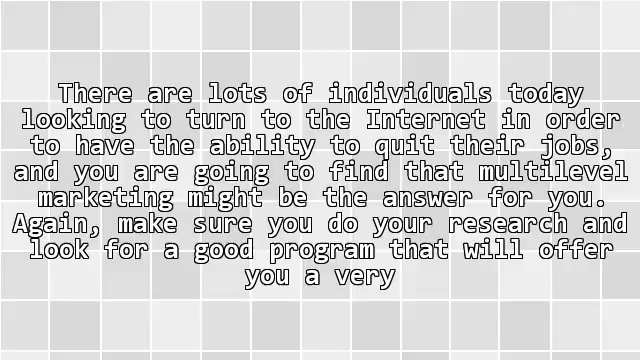 There are lots of individuals today
looking to turn to the Internet in order
to have the ability to quit their jobs,
and you are going to find that multilevel
marketing might be the answer for you.
Again, make sure you do your research and
look for a good program that will offer
you a very